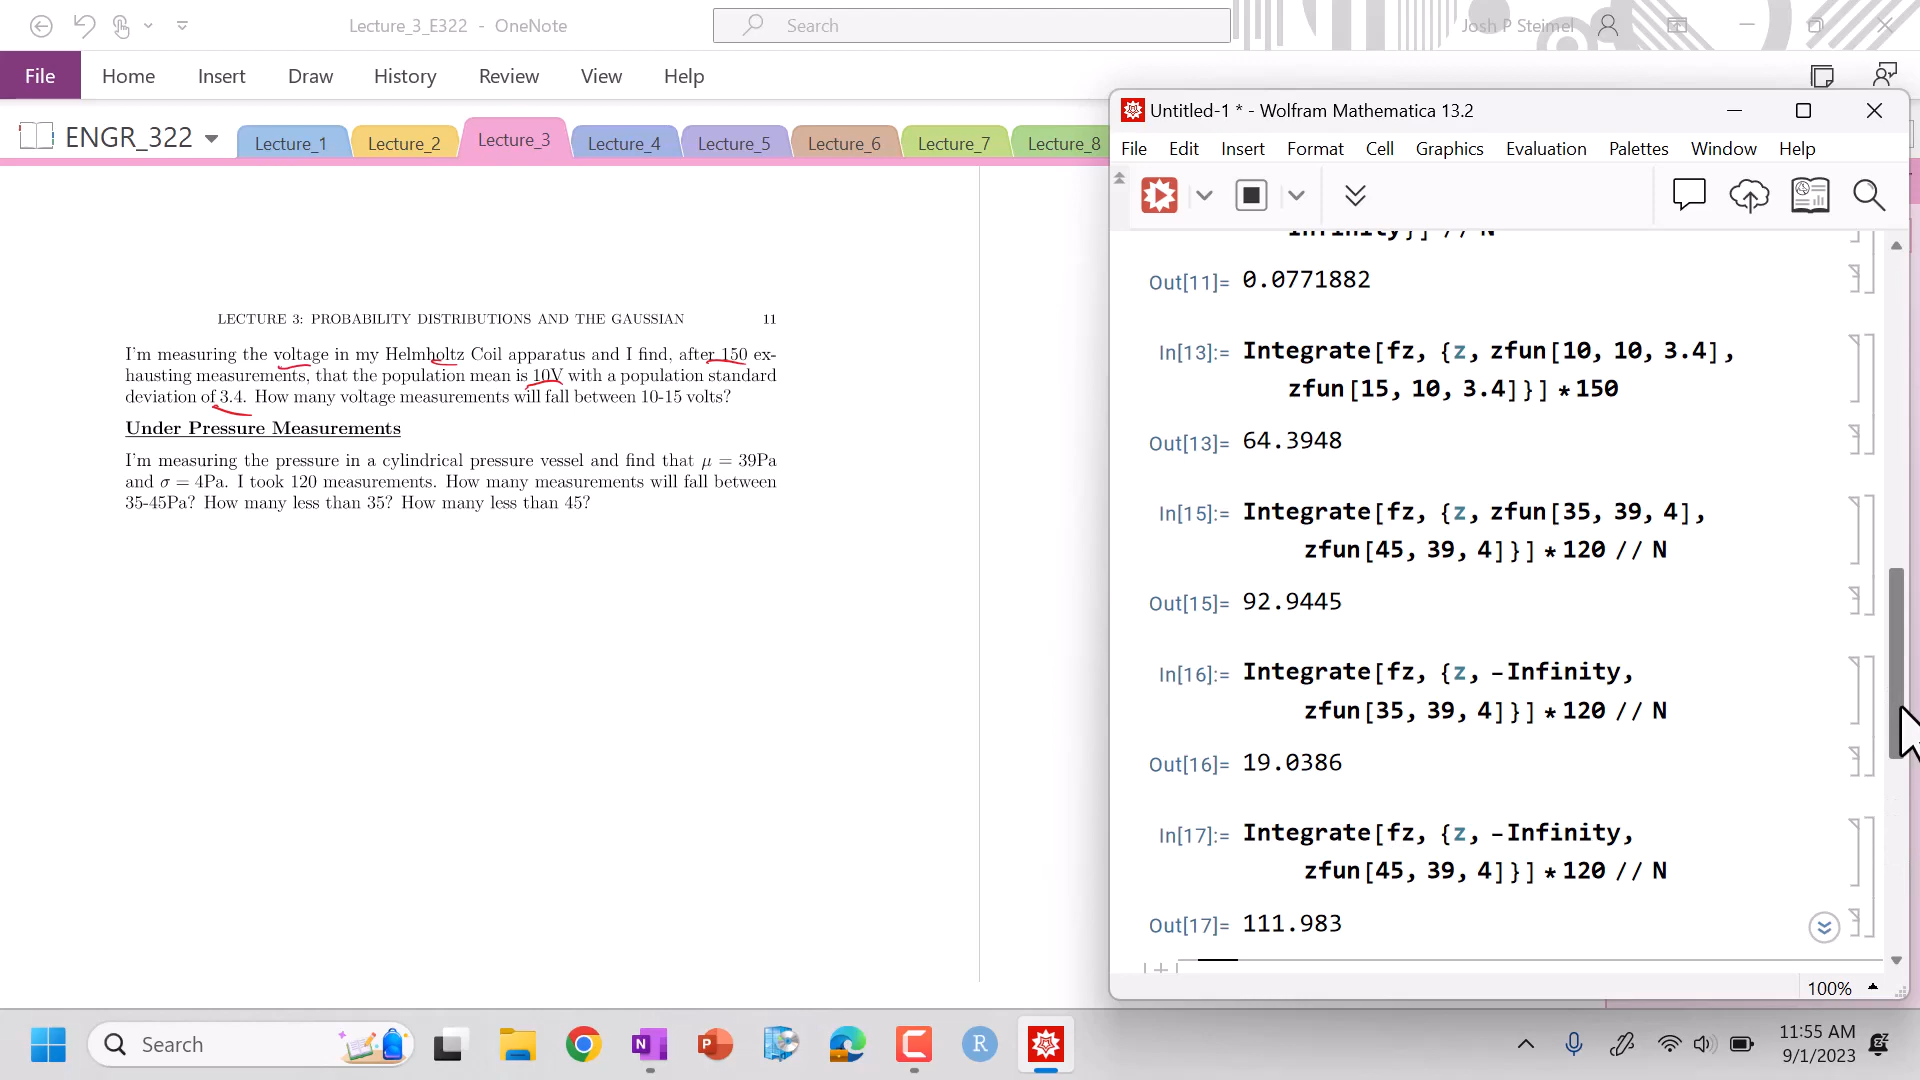 Lecture_3_E322 - OneNote
Search
Josh P Steimel
File Home Insert Draw History Review View Help
ENGR_322
Lecture_1 Lecture_2 Lecture_3 Lecture_4 Lecture_5 Lecture_6 Lecture_7 Lecture_8
LECTURE 3: PROBABILITY DISTRIBUTIONS AND THE GAUSSIAN 11
I'm measuring the voltage in my Helmholtz Coil apparatus and I find, after 150 ex-
hausting measurements, that the population mean is 10V with a population standard
deviation of 3.4. How many voltage measurements will fall between 10-15 volts?
Under Pressure Measurements
I'm measuring the pressure in a cylindrical pressure vessel and find that μ = 39Pa
and σ = 4Pa. I took 120 measurements. How many measurements will fall between
35-45Pa? How many less than 35? How many less than 45?
Untitled-1 * - Wolfram Mathematica 13.2
File Edit Insert Format Cell Graphics Evaluation Palettes Window Help
Infinity}] // N
Out[11]= 0.0771882
In[13]:= Integrate[fz, {z, zfun[10, 10, 3.4],
zfun[15, 10, 3.4]}] * 150
Out[13]= 64.3948
In[15]:= Integrate[fz, {z, zfun[35, 39, 4],
zfun[45, 39, 4]}] * 120 // N
Out[15]= 92.9445
In[16]:= Integrate[fz, {z, -Infinity,
zfun[35, 39, 4]}] * 120 // N
Out[16]= 19.0386
In[17]:= Integrate[fz, {z, -Infinity,
zfun[45, 39, 4]}] * 120 // N
Out[17]= 111.983
100%
Search
11:55 AM
9/1/2023